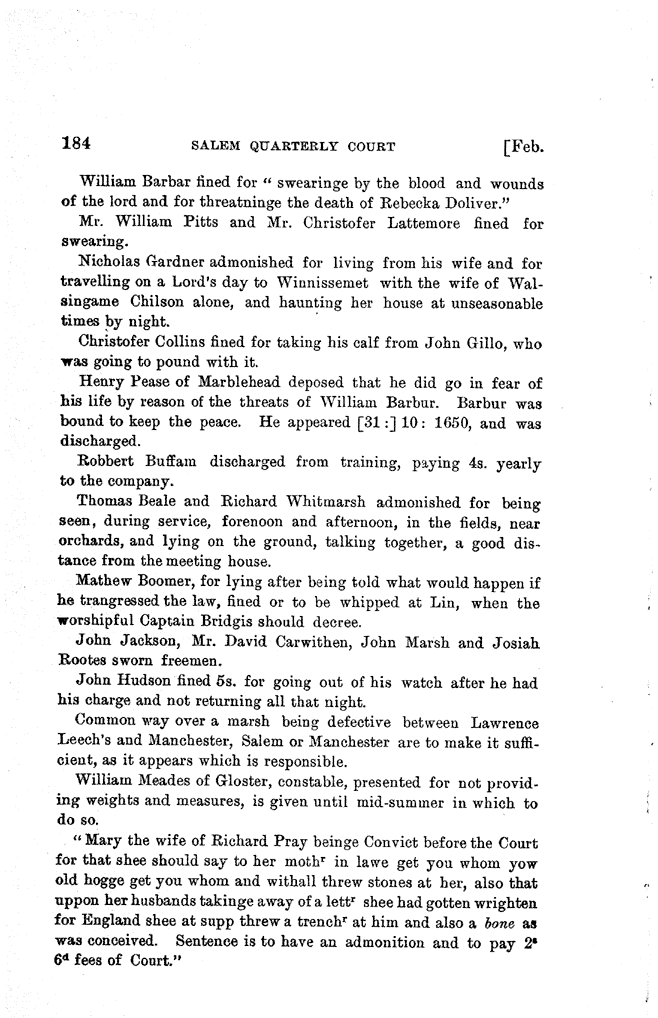 184 SALEM QUARTERLY COURT [Feb.
William Barbar fined for “ swearinge by the blood and wounds
of the lord and for threatninge the death of Rebecka Doliver.”
Mr. William Pitts and Mr. Christofer Lattemore fined for
swearing.
Nicholas Gardner admonished for living from his wife and for
travelling on a Lord's day to Winnissemet with the wife of Wal-
singame Chilson alone, and haunting her house at unseasonable
times by night.
Christofer Collins fined for taking his calf from John Gillo, who
was going to pound with it.
Henry Pease of Marblehead deposed that he did go in fear of
his life by reason of the threats of William Barbur. Barbur was
bound to keep the peace. He appeared [31 :] 10 : 1650, and was
discharged.
Robbert Buffam discharged from training, paying 4s. yearly
to the company.
Thomas Beale and Richard Whitmarsh admonished for being
seen, during service, forenoon and afternoon, in the fields, near
orchards, and lying on the ground, talking together, a good dis-
tance from the meeting house.
Mathew Boomer, for lying after being told what would happen if
he trangressed the law, fined or to be whipped at Lin, when the
worshipful Captain Bridgis should decree.
John Jackson, Mr. David Carwithen, John Marsh and Josiah
Rootes sworn freemen.
John Hudson fined 5s. for going out of his watch after he had
his charge and not returning all that night.
Common way over a marsh being defective between Lawrence
Leech's and Manchester, Salem or Manchester are to make it suffi-
cient, as it appears which is responsible.
William Meades of Gloster, constable, presented for not provid-
ing weights and measures, is given until mid-summer in which to
do so.
“ Mary the wife of Richard Pray beinge Convict before the Court
for that shee should say to her mothʳ in lawe get you whom yow
old hogge get you whom and withall threw stones at her, also that
uppon her husbands takinge away of a lettʳ shee had gotten wrighten
for England shee at supp threw a trenchʳ at him and also a bone as
was conceived. Sentence is to have an admonition and to pay 2ˢ
6ᵈ fees of Court.”